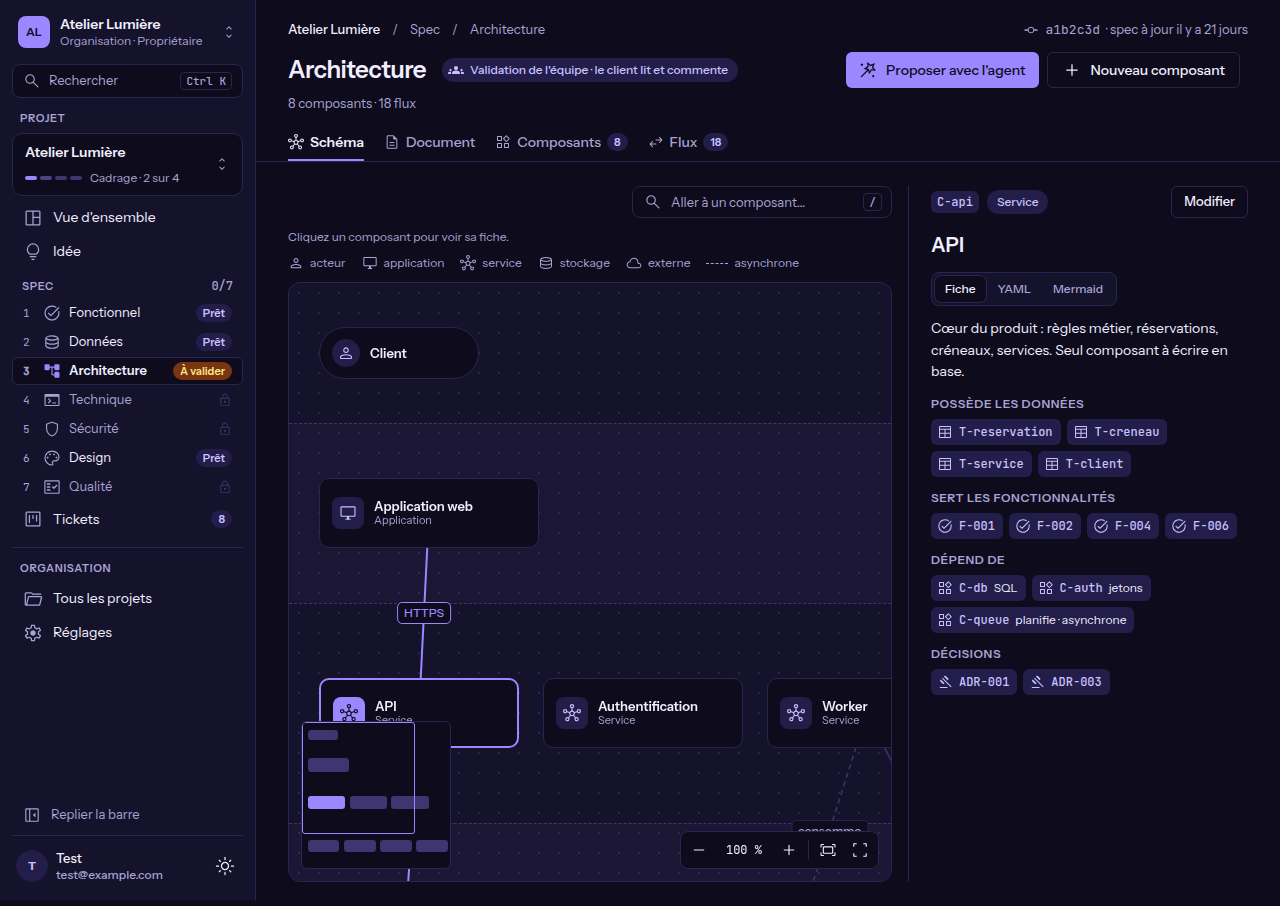 AL
Atelier Lumière
Organisation · Propriétaire
Rechercher
Ctrl K
PROJET
Atelier Lumière
Cadrage · 2 sur 4
Vue d'ensemble
Idée
SPEC 0/7
1 Fonctionnel Prêt
2 Données Prêt
3 Architecture À valider
4 Technique
5 Sécurité
6 Design Prêt
7 Qualité
Tickets 8
ORGANISATION
Tous les projets
Réglages
Replier la barre
T
Test
test@example.com
Atelier Lumière / Spec / Architecture
a1b2c3d · spec à jour il y a 21 jours
Architecture
Validation de l'équipe · le client lit et commente
Proposer avec l'agent
Nouveau composant
8 composants · 18 flux
Schéma
Document
Composants 8
Flux 18
Aller à un composant…
/
Cliquez un composant pour voir sa fiche.
acteur application service stockage externe asynchrone
Client
Application web
Application
HTTPS
API
Service
Authentification
Service
Worker
Service
consomme
100 %
C-api
Service
Modifier
API
Fiche YAML Mermaid
Cœur du produit : règles métier, réservations,
créneaux, services. Seul composant à écrire en
base.
POSSÈDE LES DONNÉES
T-reservation T-creneau
T-service T-client
SERT LES FONCTIONNALITÉS
F-001 F-002 F-004 F-006
DÉPEND DE
C-db SQL C-auth jetons
C-queue planifie · asynchrone
DÉCISIONS
ADR-001 ADR-003